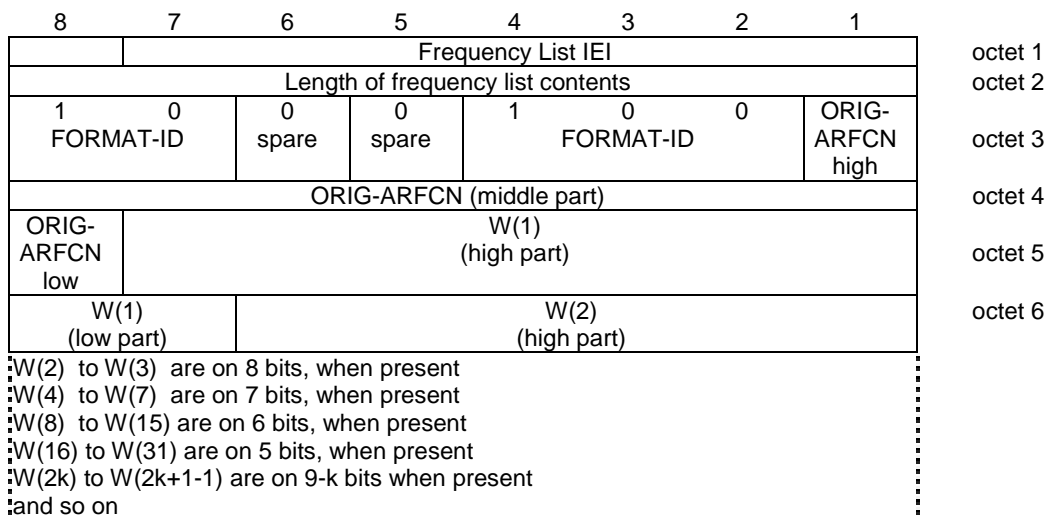 8 7 6 5 4 3 2 1
Frequency List IEI octet 1
Length of frequency list contents octet 2
1 0 0 0 1 0 0 ORIG-
FORMAT-ID spare spare FORMAT-ID ARFCN octet 3
high
ORIG-ARFCN (middle part) octet 4
ORIG- W(1)
ARFCN (high part) octet 5
low
W(1) W(2) octet 6
(low part) (high part)
W(2) to W(3) are on 8 bits, when present
W(4) to W(7) are on 7 bits, when present
W(8) to W(15) are on 6 bits, when present
W(16) to W(31) are on 5 bits, when present
W(2k) to W(2k+1-1) are on 9-k bits when present
and so on